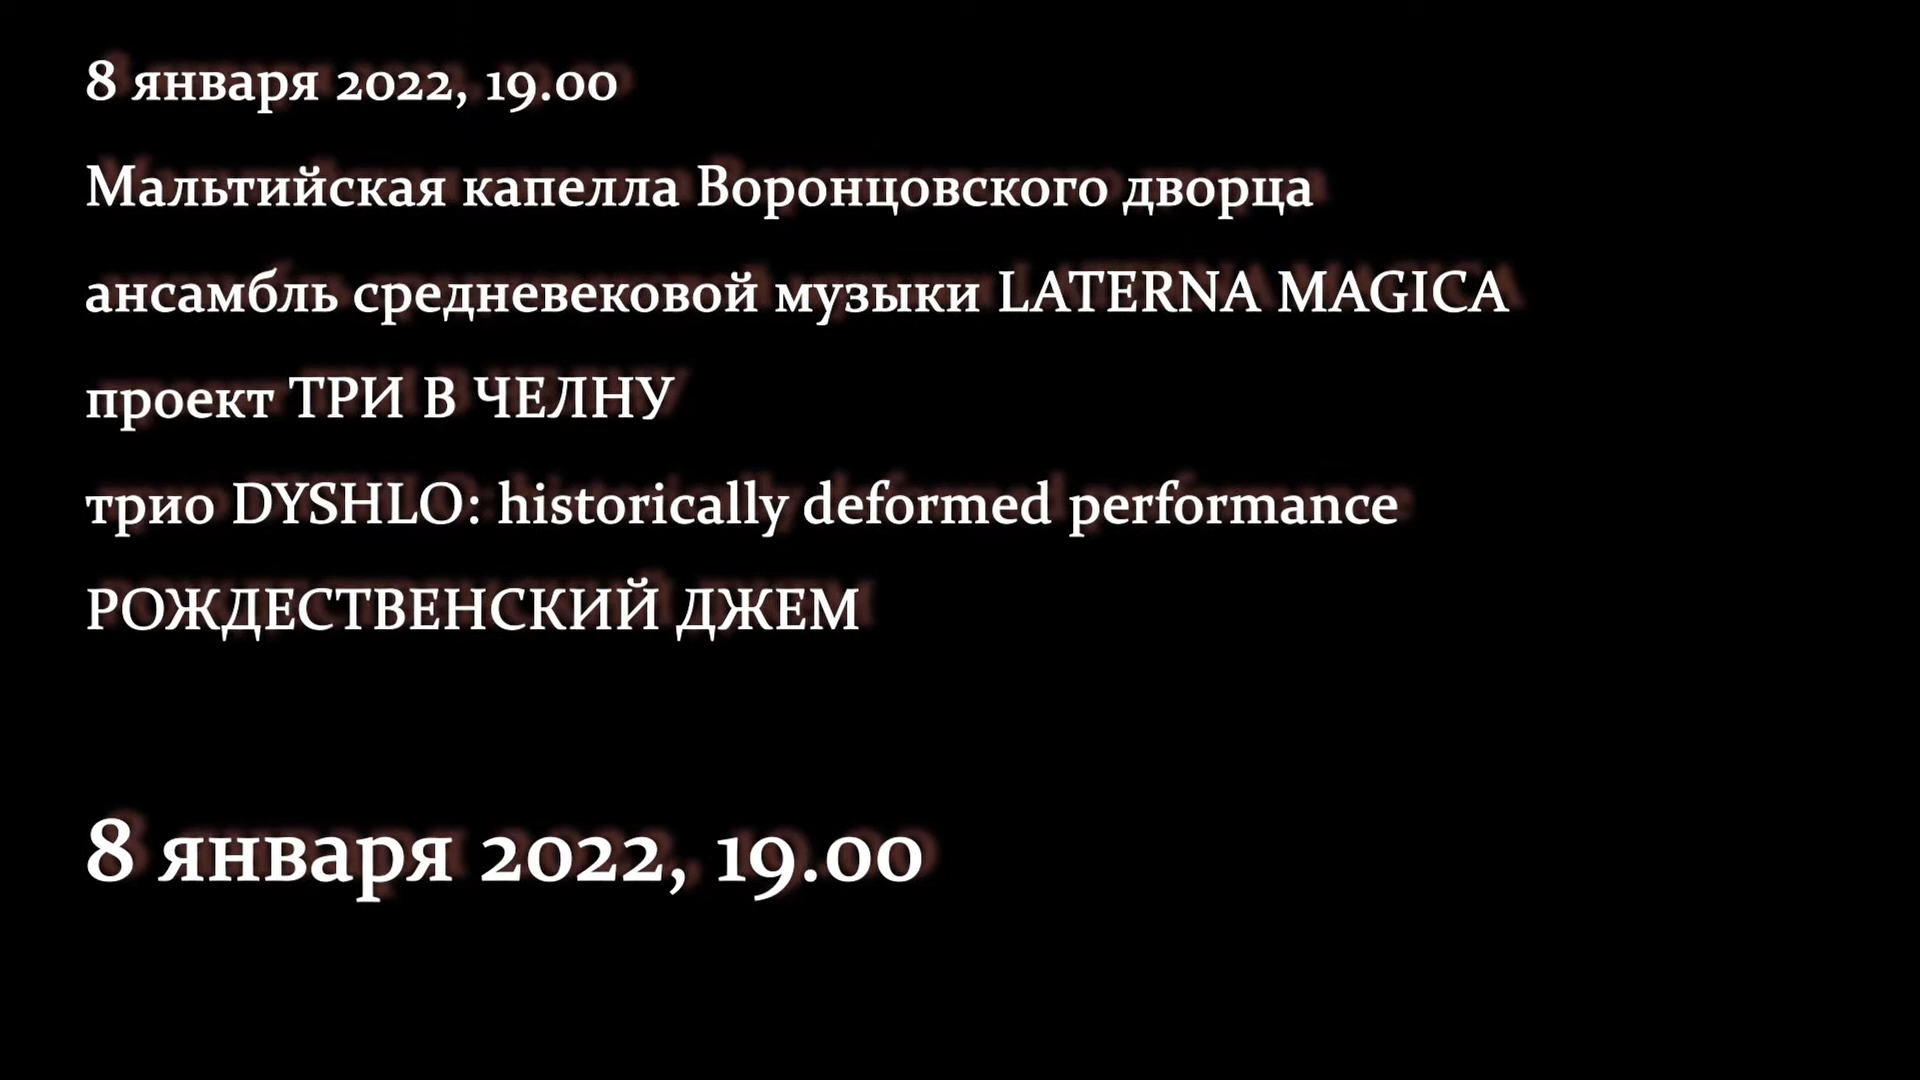 8 января 2022, 19.00
Мальтийская капелла Воронцовского дворца
ансамбль средневековой музыки LATERNA MAGICA
проект ТРИ В ЧЕЛНУ
трио DYSHLO: historically deformed performance
РОЖДЕСТВЕНСКИЙ ДЖЕМ
8 января 2022, 19.00